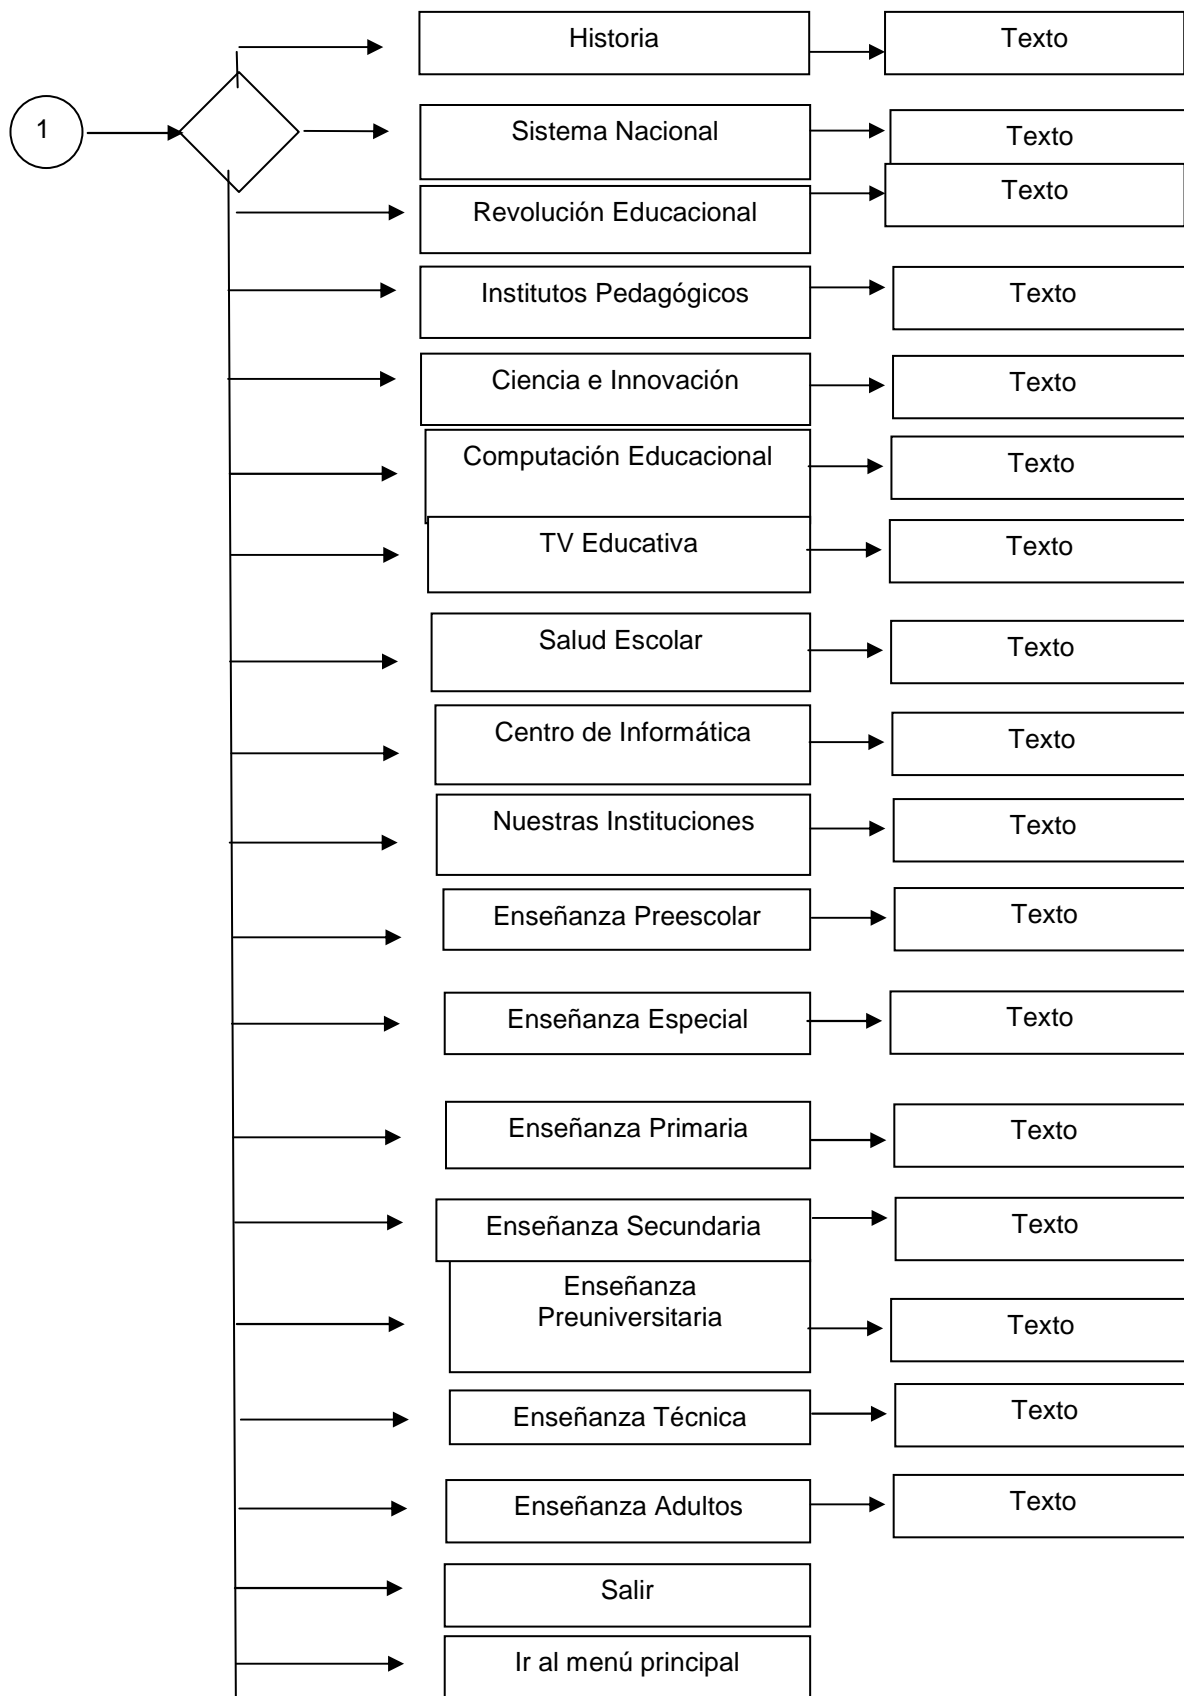 Historia
Texto
1
Sistema Nacional
Texto
Revolución Educacional
Texto
Institutos Pedagógicos
Texto
Ciencia e Innovación
Texto
Computación Educacional
Texto
TV Educativa
Texto
Salud Escolar
Texto
Centro de Informática
Texto
Nuestras Instituciones
Texto
Enseñanza Preescolar
Texto
Enseñanza Especial
Texto
Enseñanza Primaria
Texto
Enseñanza Secundaria
Texto
Enseñanza
Preuniversitaria
Texto
Enseñanza Técnica
Texto
Enseñanza Adultos
Texto
Salir
Ir al menú principal